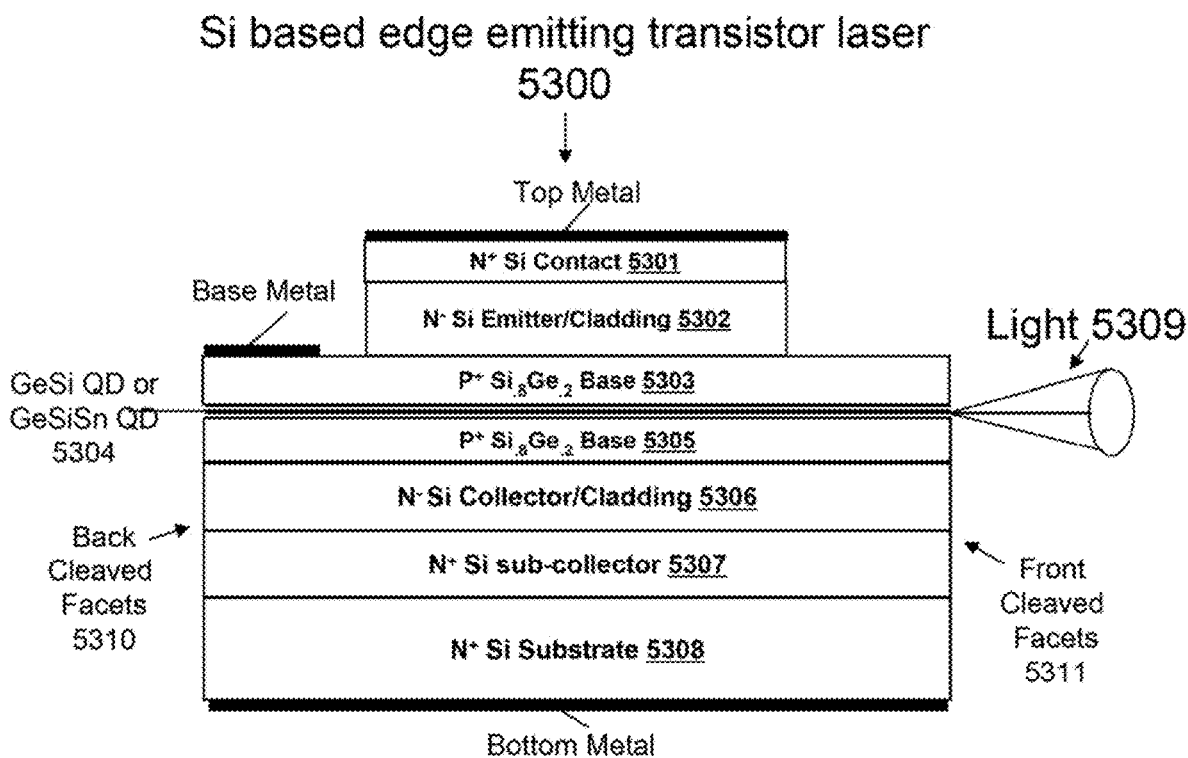 Si based edge emitting transistor laser
5300
Top Metal
N⁺ Si Contact 5301
Base Metal
N⁻ Si Emitter/Cladding 5302
Light 5309
P⁺ Si.8Ge.2 Base 5303
GeSi QD or
GeSiSn QD
5304
P⁺ Si.8Ge.2 Base 5305
N⁻ Si Collector/Cladding 5306
Back
Cleaved
Facets
5310
N⁺ Si sub-collector 5307
Front
Cleaved
Facets
5311
N⁺ Si Substrate 5308
Bottom Metal